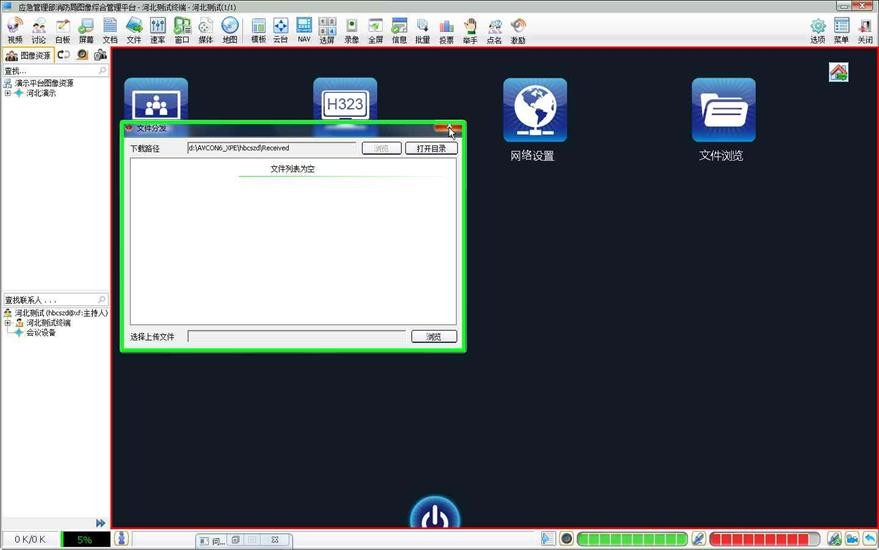 应急管理部消防局图像综合管理平台 - 河北测试终端 - 河北测试(1/1)
视频 讨论 白板 屏幕 文档 文件 速率 窗口 媒体 地图 模板 云台 NAV 选屏 录像 全屏 信息 批量 投票 举手 点名 激励 选项 菜单 关闭
图像资源
查找...
演示平台图像资源
河北演示
H323
网络设置
文件浏览
文件分发
下载路径 d:\AVCON6_XPE\hbcszd\Received 浏览 打开目录
文件列表为空
选择上传文件 浏览
查找联系人 . . .
河北测试 (hbcszd@xf:主持人)
河北测试终端
会议设备
0 K/0 K 5% 问...